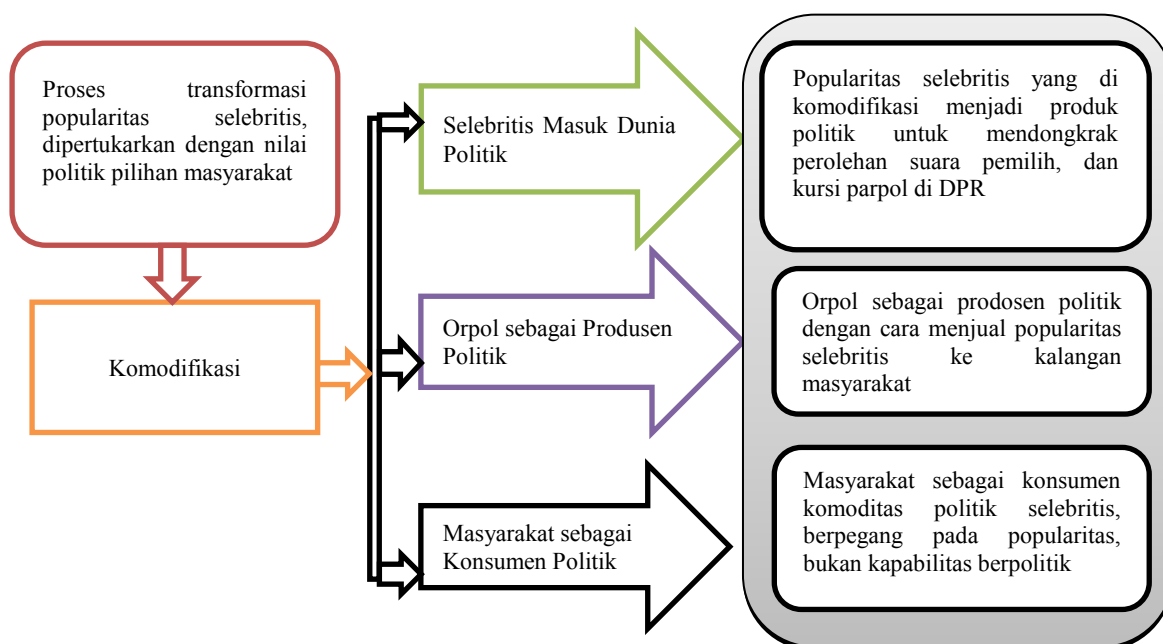 Proses transformasi
popularitas selebritis,
dipertukarkan dengan nilai
politik pilihan masyarakat
Komodifikasi
Selebritis Masuk Dunia
Politik
Orpol sebagai Produsen
Politik
Masyarakat sebagai
Konsumen Politik
Popularitas selebritis yang di
komodifikasi menjadi produk
politik untuk mendongkrak
perolehan suara pemilih, dan
kursi parpol di DPR
Orpol sebagai prodosen politik
dengan cara menjual popularitas
selebritis ke kalangan
masyarakat
Masyarakat sebagai konsumen
komoditas politik selebritis,
berpegang pada popularitas,
bukan kapabilitas berpolitik